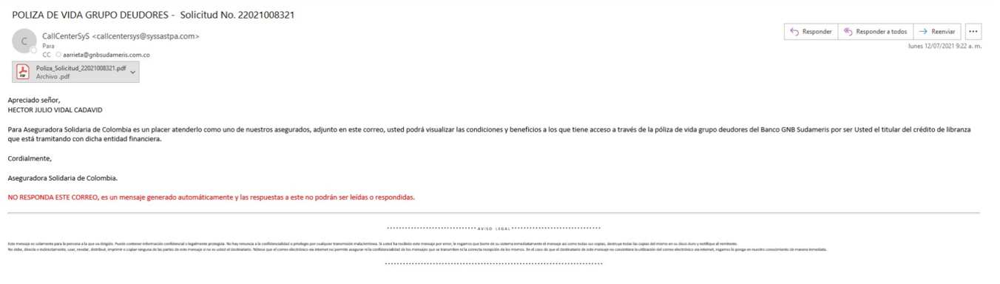 POLIZA DE VIDA GRUPO DEUDORES - Solicitud No. 22021008321
C
CallCenterSyS <callcentersys@syssastpa.com>
Para
CC aarrieta@gnbsudameris.com.co
Responder
Responder a todos
Reenviar
lunes 12/07/2021 9:22 a. m.
PDF
Poliza_Solicitud_22021008321.pdf
Archivo .pdf
Apreciado señor,
HECTOR JULIO VIDAL CADAVID
Para Aseguradora Solidaria de Colombia es un placer atenderlo como uno de nuestros asegurados, adjunto en este correo, usted podrá visualizar las condiciones y beneficios a los que tiene acceso a través de la póliza de vida grupo deudores del Banco GNB Sudameris por ser Usted el titular del crédito de libranza
que está tramitando con dicha entidad financiera.
Cordialmente,
Aseguradora Solidaria de Colombia.
NO RESPONDA ESTE CORREO, es un mensaje generado automáticamente y las respuestas a este no podrán ser leídas o respondidas.
AVISO LEGAL
Este mensaje es solamente para la persona a la que va dirigido. Puede contener información confidencial o legalmente protegida. No hay renuncia a la confidencialidad o privilegio por cualquier transmisión mala/errónea. Si usted ha recibido este mensaje por error, le rogamos que borre de su sistema inmediatamente el mensaje así como todas sus copias, destruya todas las copias del mismo en su disco duro y notifique al remitente.
No debe, directa o indirectamente, usar, revelar, distribuir, imprimir o copiar ninguna de las partes de este mensaje si no es usted el destinatario. Nótese que el correo electrónico vía Internet no permite asegurar ni la confidencialidad de los mensajes que se transmiten ni la correcta recepción de los mismos. En el caso de que el destinatario de este mensaje no consintiera la utilización del correo electrónico vía Internet, rogamos lo ponga en nuestro conocimiento de manera inmediata.